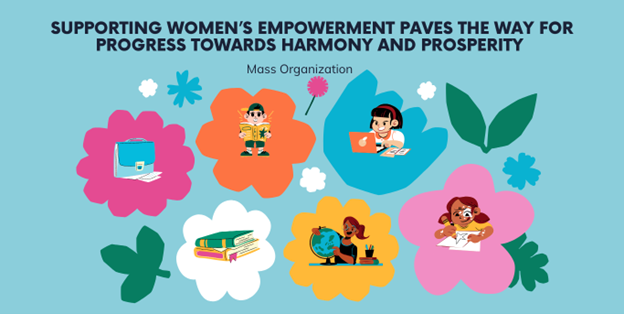 SUPPORTING WOMEN'S EMPOWERMENT PAVES THE WAY FOR
PROGRESS TOWARDS HARMONY AND PROSPERITY
Mass Organization